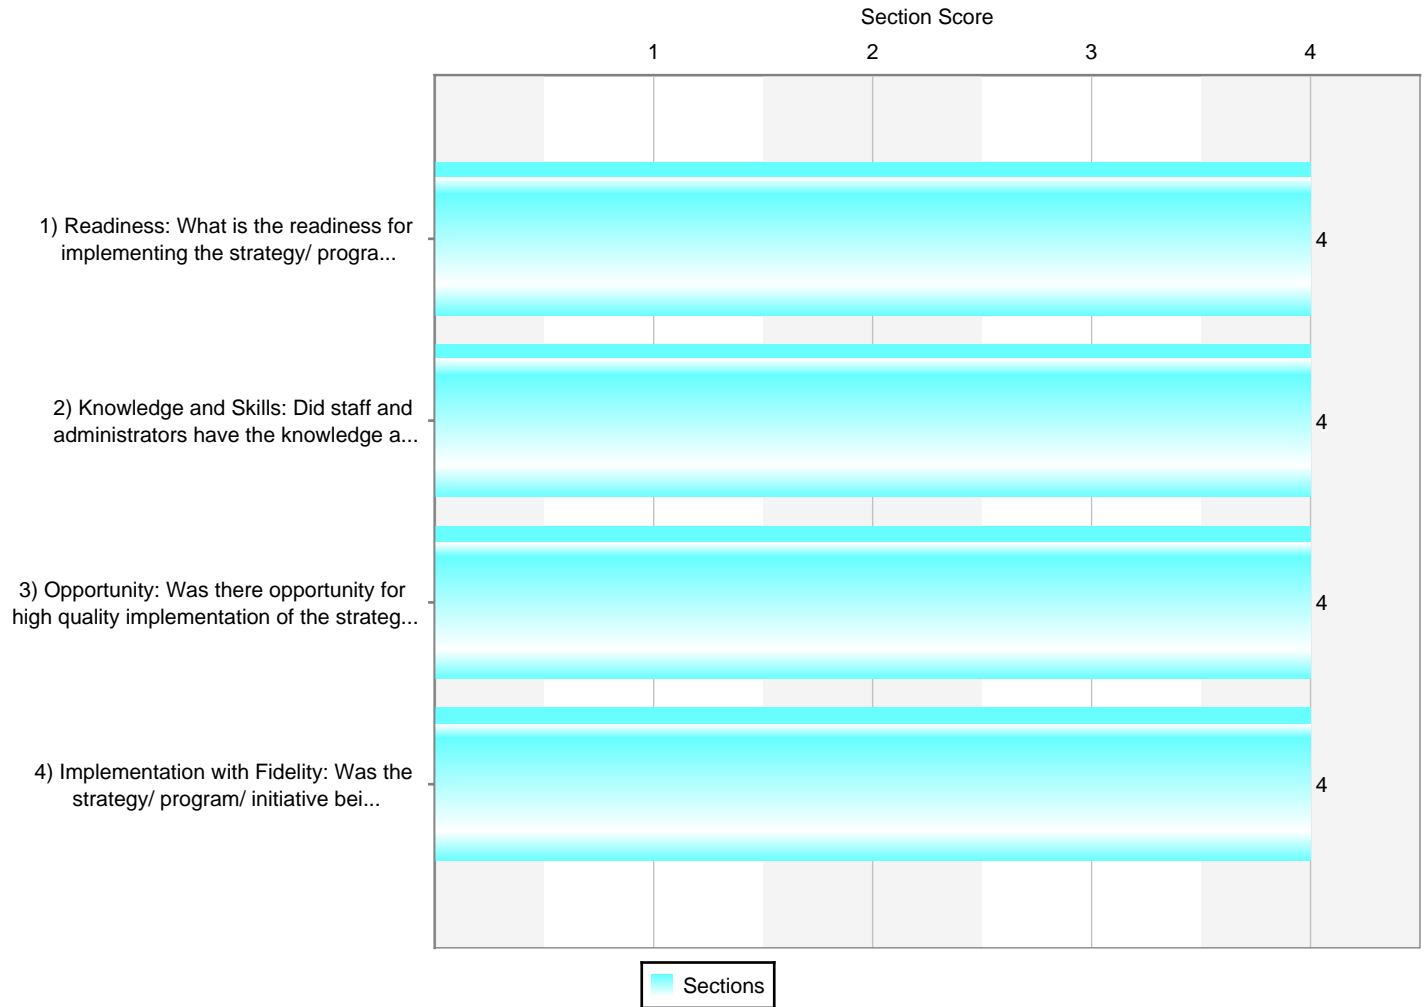 Section Score
1 2 3 4
1) Readiness: What is the readiness for
implementing the strategy/ progra...
4
2) Knowledge and Skills: Did staff and
administrators have the knowledge a...
4
3) Opportunity: Was there opportunity for
high quality implementation of the strateg...
4
4) Implementation with Fidelity: Was the
strategy/ program/ initiative bei...
4
Sections